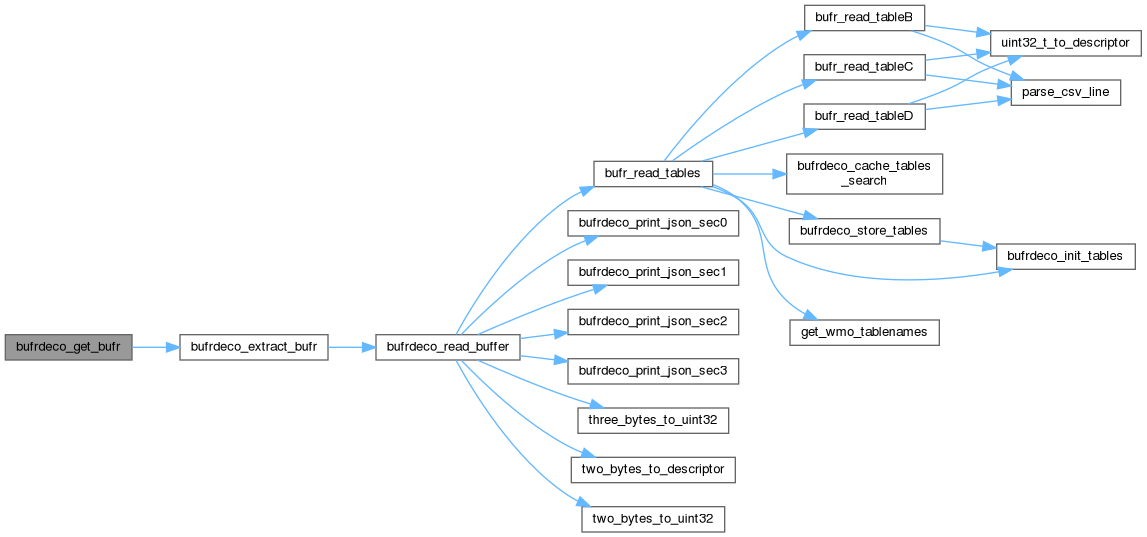 bufr_read_tableB
uint32_t_to_descriptor
bufr_read_tableC
parse_csv_line
bufr_read_tableD
bufrdeco_cache_tables
_search
bufr_read_tables
bufrdeco_print_json_sec0
bufrdeco_store_tables
bufrdeco_init_tables
bufrdeco_print_json_sec1
bufrdeco_print_json_sec2
get_wmo_tablenames
bufrdeco_get_bufr
bufrdeco_extract_bufr
bufrdeco_read_buffer
bufrdeco_print_json_sec3
three_bytes_to_uint32
two_bytes_to_descriptor
two_bytes_to_uint32